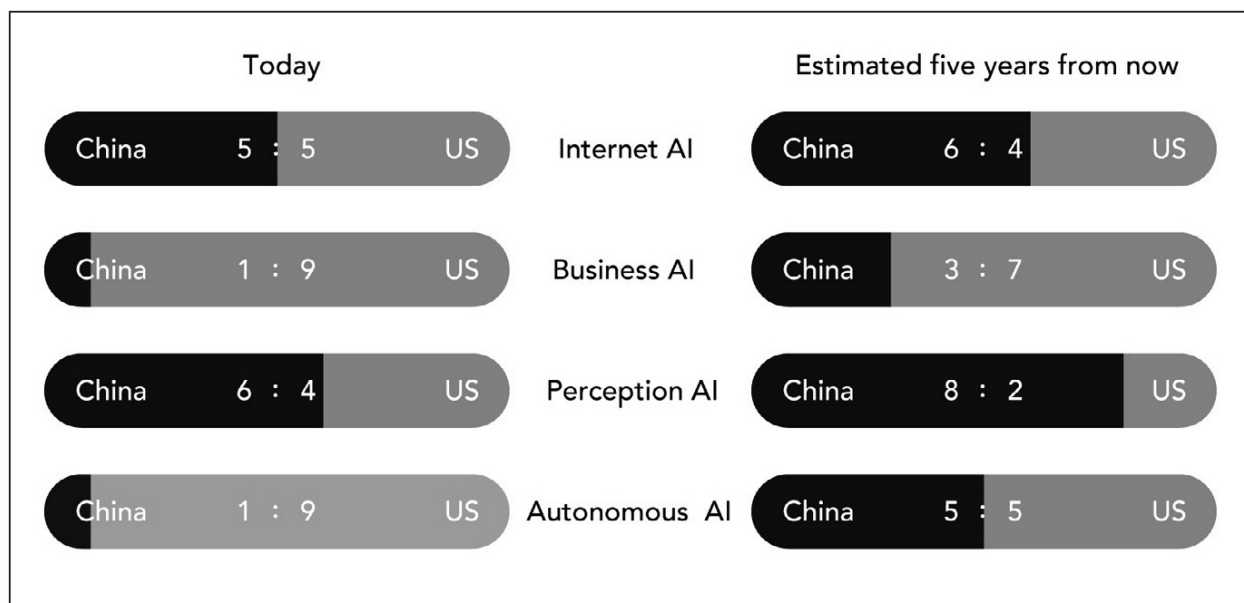 Today Estimated five years from now
China 5 : 5 US Internet AI China 6 : 4 US
China 1 : 9 US Business AI China 3 : 7 US
China 6 : 4 US Perception AI China 8 : 2 US
China 1 : 9 US Autonomous AI China 5 : 5 US